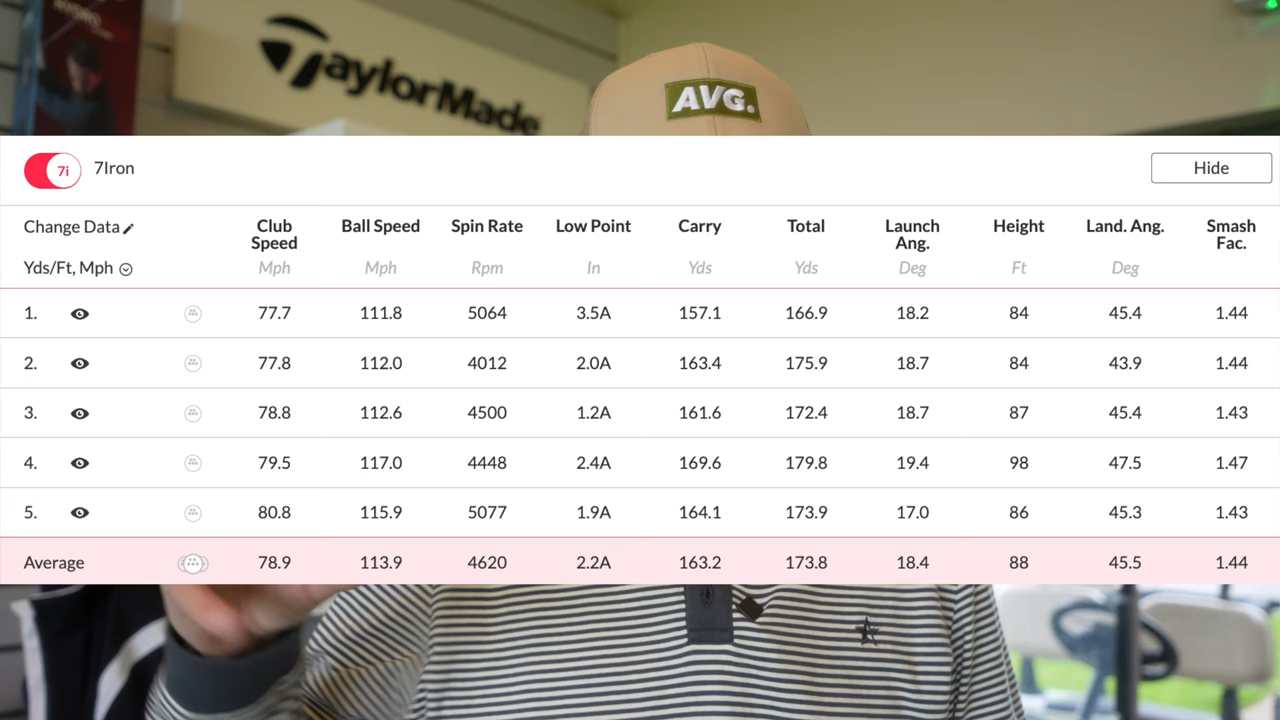 TaylorMade
AVG.
7i 7Iron Hide
Change Data Club Speed Ball Speed Spin Rate Low Point Carry Total Launch Ang. Height Land. Ang. Smash Fac.
Yds/Ft, Mph Mph Mph Rpm In Yds Yds Deg Ft Deg
1. 77.7 111.8 5064 3.5A 157.1 166.9 18.2 84 45.4 1.44
2. 77.8 112.0 4012 2.0A 163.4 175.9 18.7 84 43.9 1.44
3. 78.8 112.6 4500 1.2A 161.6 172.4 18.7 87 45.4 1.43
4. 79.5 117.0 4448 2.4A 169.6 179.8 19.4 98 47.5 1.47
5. 80.8 115.9 5077 1.9A 164.1 173.9 17.0 86 45.3 1.43
Average 78.9 113.9 4620 2.2A 163.2 173.8 18.4 88 45.5 1.44